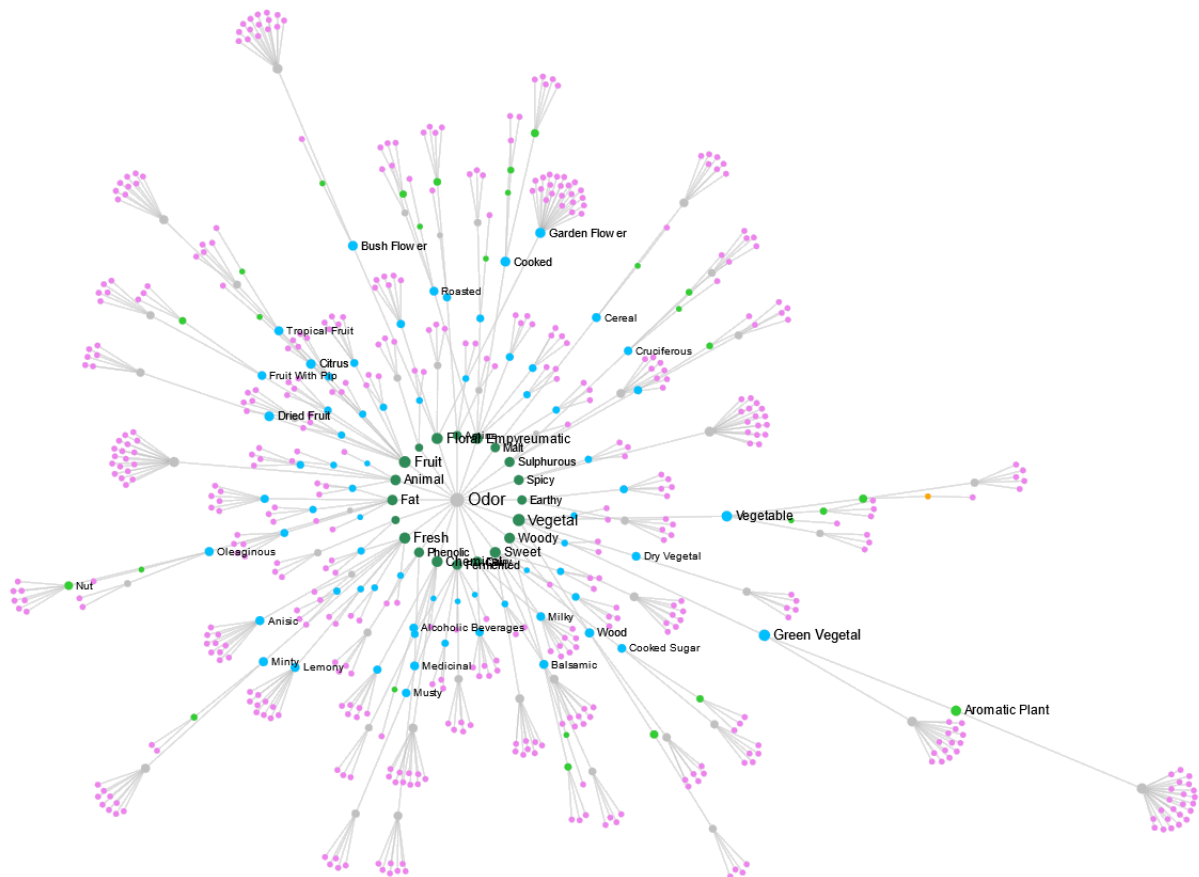 Garden Flower
Bush Flower
Cooked
Roasted
Cereal
Tropical Fruit
Cruciferous
Citrus
Fruit With Pip
Dried Fruit
Floral
Empyreumatic
Malt
Fruit
Sulphurous
Animal
Spicy
Fat
Odor
Earthy
Vegetable
Vegetal
Fresh
Woody
Oleaginous
Phenolic
Sweet
Dry Vegetal
Fermented
Nut
Anisic
Milky
Alcoholic Beverages
Wood
Green Vegetal
Cooked Sugar
Minty
Lemony
Medicinal
Balsamic
Musty
Aromatic Plant